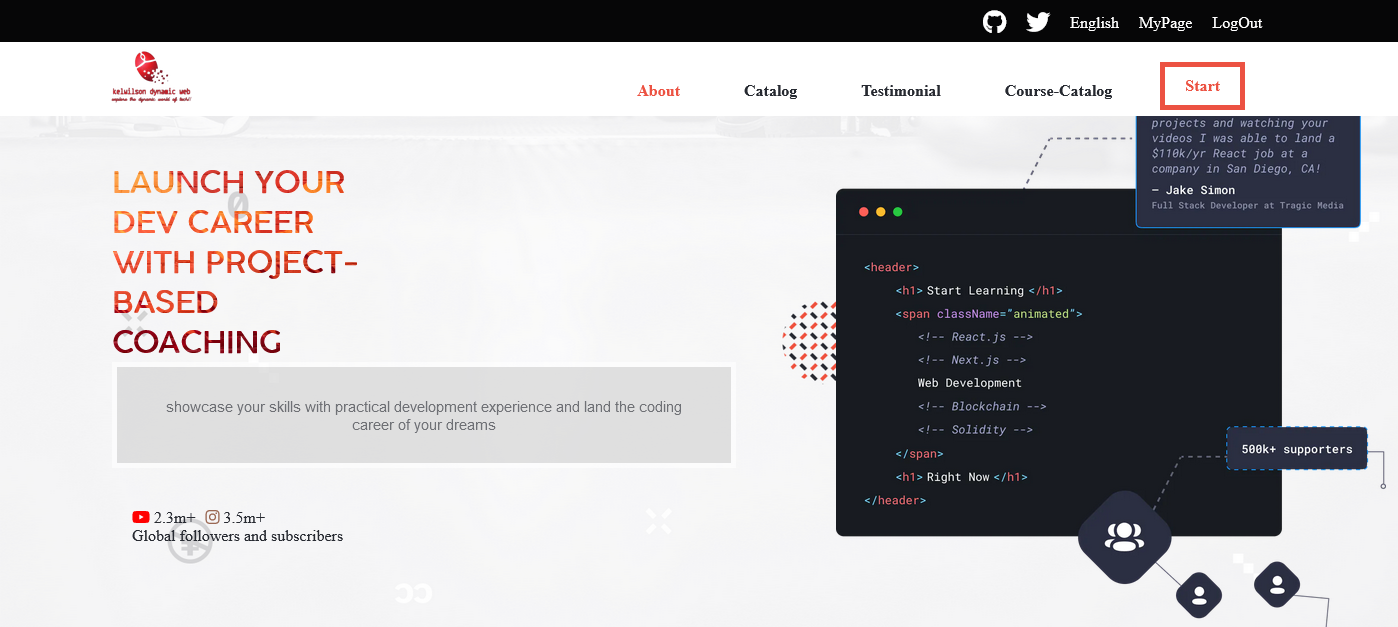 English MyPage LogOut
kelwilson dynamic web
explore the dynamic world of tech!!
About Catalog Testimonial Course-Catalog Start
LAUNCH YOUR
DEV CAREER
WITH PROJECT-
BASED
COACHING
showcase your skills with practical development experience and land the coding
career of your dreams
2.3m+ 3.5m+
Global followers and subscribers
projects and watching your
videos I was able to land a
$110k/yr React job at a
company in San Diego, CA!
– Jake Simon
Full Stack Developer at Tragic Media
<header>
<h1> Start Learning </h1>
<span className="animated">
<!-- React.js -->
<!-- Next.js -->
Web Development
<!-- Blockchain -->
<!-- Solidity -->
</span>
<h1> Right Now </h1>
</header>
500k+ supporters